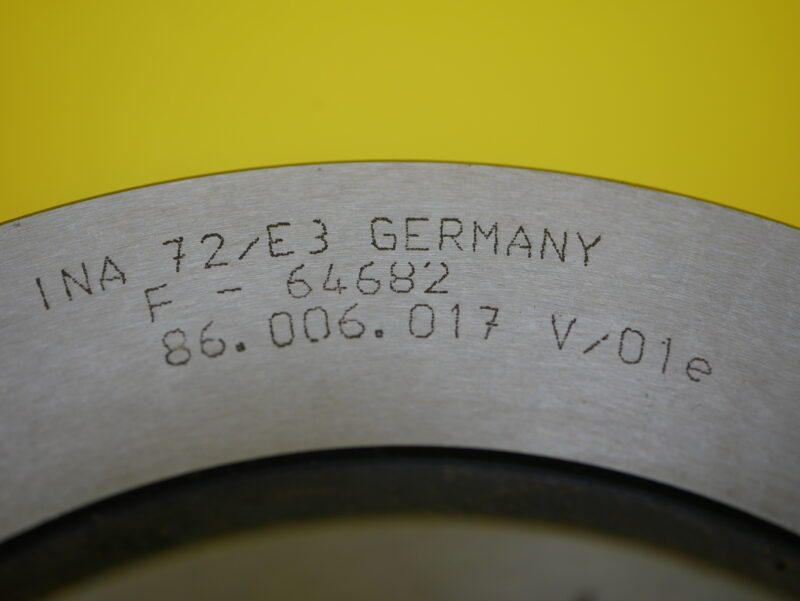 INA 72/E3 GERMANY
F - 64682
86.006.017 V/01e